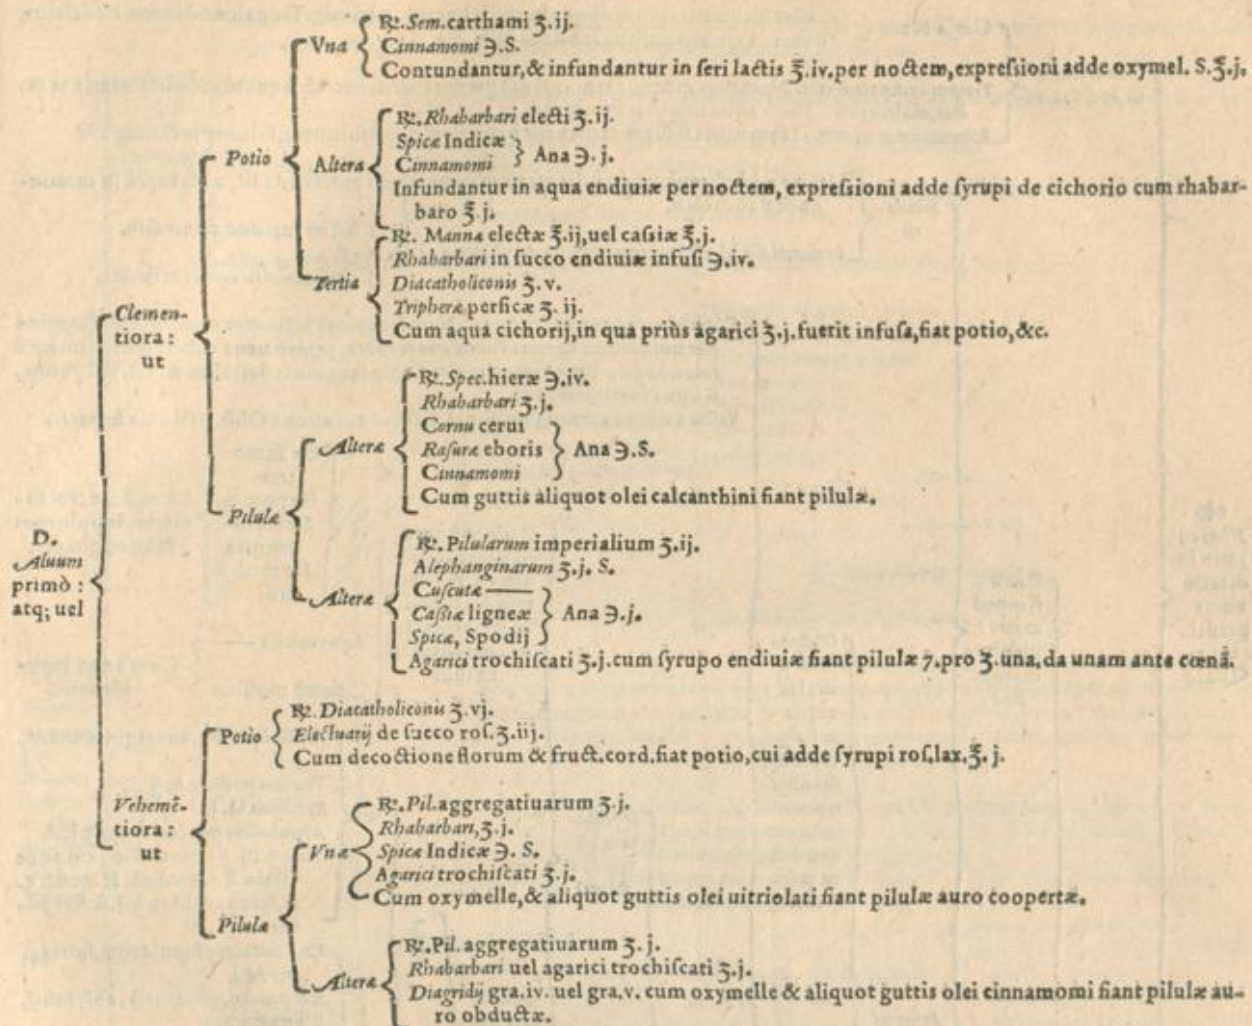 Vna
℞. Sem. carthami ʒ. ij.
Cinnamomi ℈. S.
Contundantur, & infundantur in seri lactis ℥. iv. per noctem, expressioni adde oxymel. S. ℥. j.
Potio
Altera
℞. Rhabarbari electi ʒ. ij.
Spicæ Indicæ
Cinnamomi
Ana ℈. j.
Infundantur in aqua endiuiæ per noctem, expressioni adde syrupi de cichorio cum rhabar-
baro ℥. j.
Tertia
℞. Manna electæ ℥. ij, uel cassiæ ℥. j.
Rhabarbari in succo endiuiæ infusi ℈. iv.
Diacatholiconis ʒ. v.
Tripheræ persicæ ʒ. ij.
Cum aqua cichorij, in qua priùs agarici ʒ. j. fuerit infusa, fiat potio, &c.
Clemen-
tiora:
ut
Alteræ
℞. Spec. hieræ ℈. iv.
Rhabarbari ʒ. j.
Cornu cerui
Rasuræ eboris
Cinnamomi
Ana ℈. S.
Cum guttis aliquot olei calcanthini fiant pilulæ.
Pilulæ
Alteræ
℞. Pilularum imperialium ʒ. ij.
Alephanginarum ʒ. j. S.
Cuscutæ
Cassiæ ligneæ
Spicæ, Spodij
Ana ℈. j.
Agarici trochiscati ʒ. j. cum syrupo endiuiæ fiant pilulæ 7. pro ʒ. una, da unam ante cœnā.
D.
Aluum
primò:
atq; uel
Potio
℞. Diacatholiconis ʒ. vj.
Electuarij de succo ros. ʒ. iij.
Cum decoctione florum & fruct. cord. fiat potio, cui adde syrupi ros. lax. ℥. j.
Vehemē-
tiora:
ut
Vnæ
℞. Pil. aggregatiuarum ʒ. j.
Rhabarbari, ʒ. j.
Spicæ Indicæ ℈. S.
Agarici trochiscati ʒ. j.
Cum oxymelle, & aliquot guttis olei uitriolati fiant pilulæ auro coopertæ.
Pilulæ
Alteræ
℞. Pil. aggregatiuarum ʒ. j.
Rhabarbari uel agarici trochiscati ʒ. j.
Diagridij gra. iv. uel gra. v. cum oxymelle & aliquot guttis olei cinnamomi fiant pilulæ au-
ro obductæ.